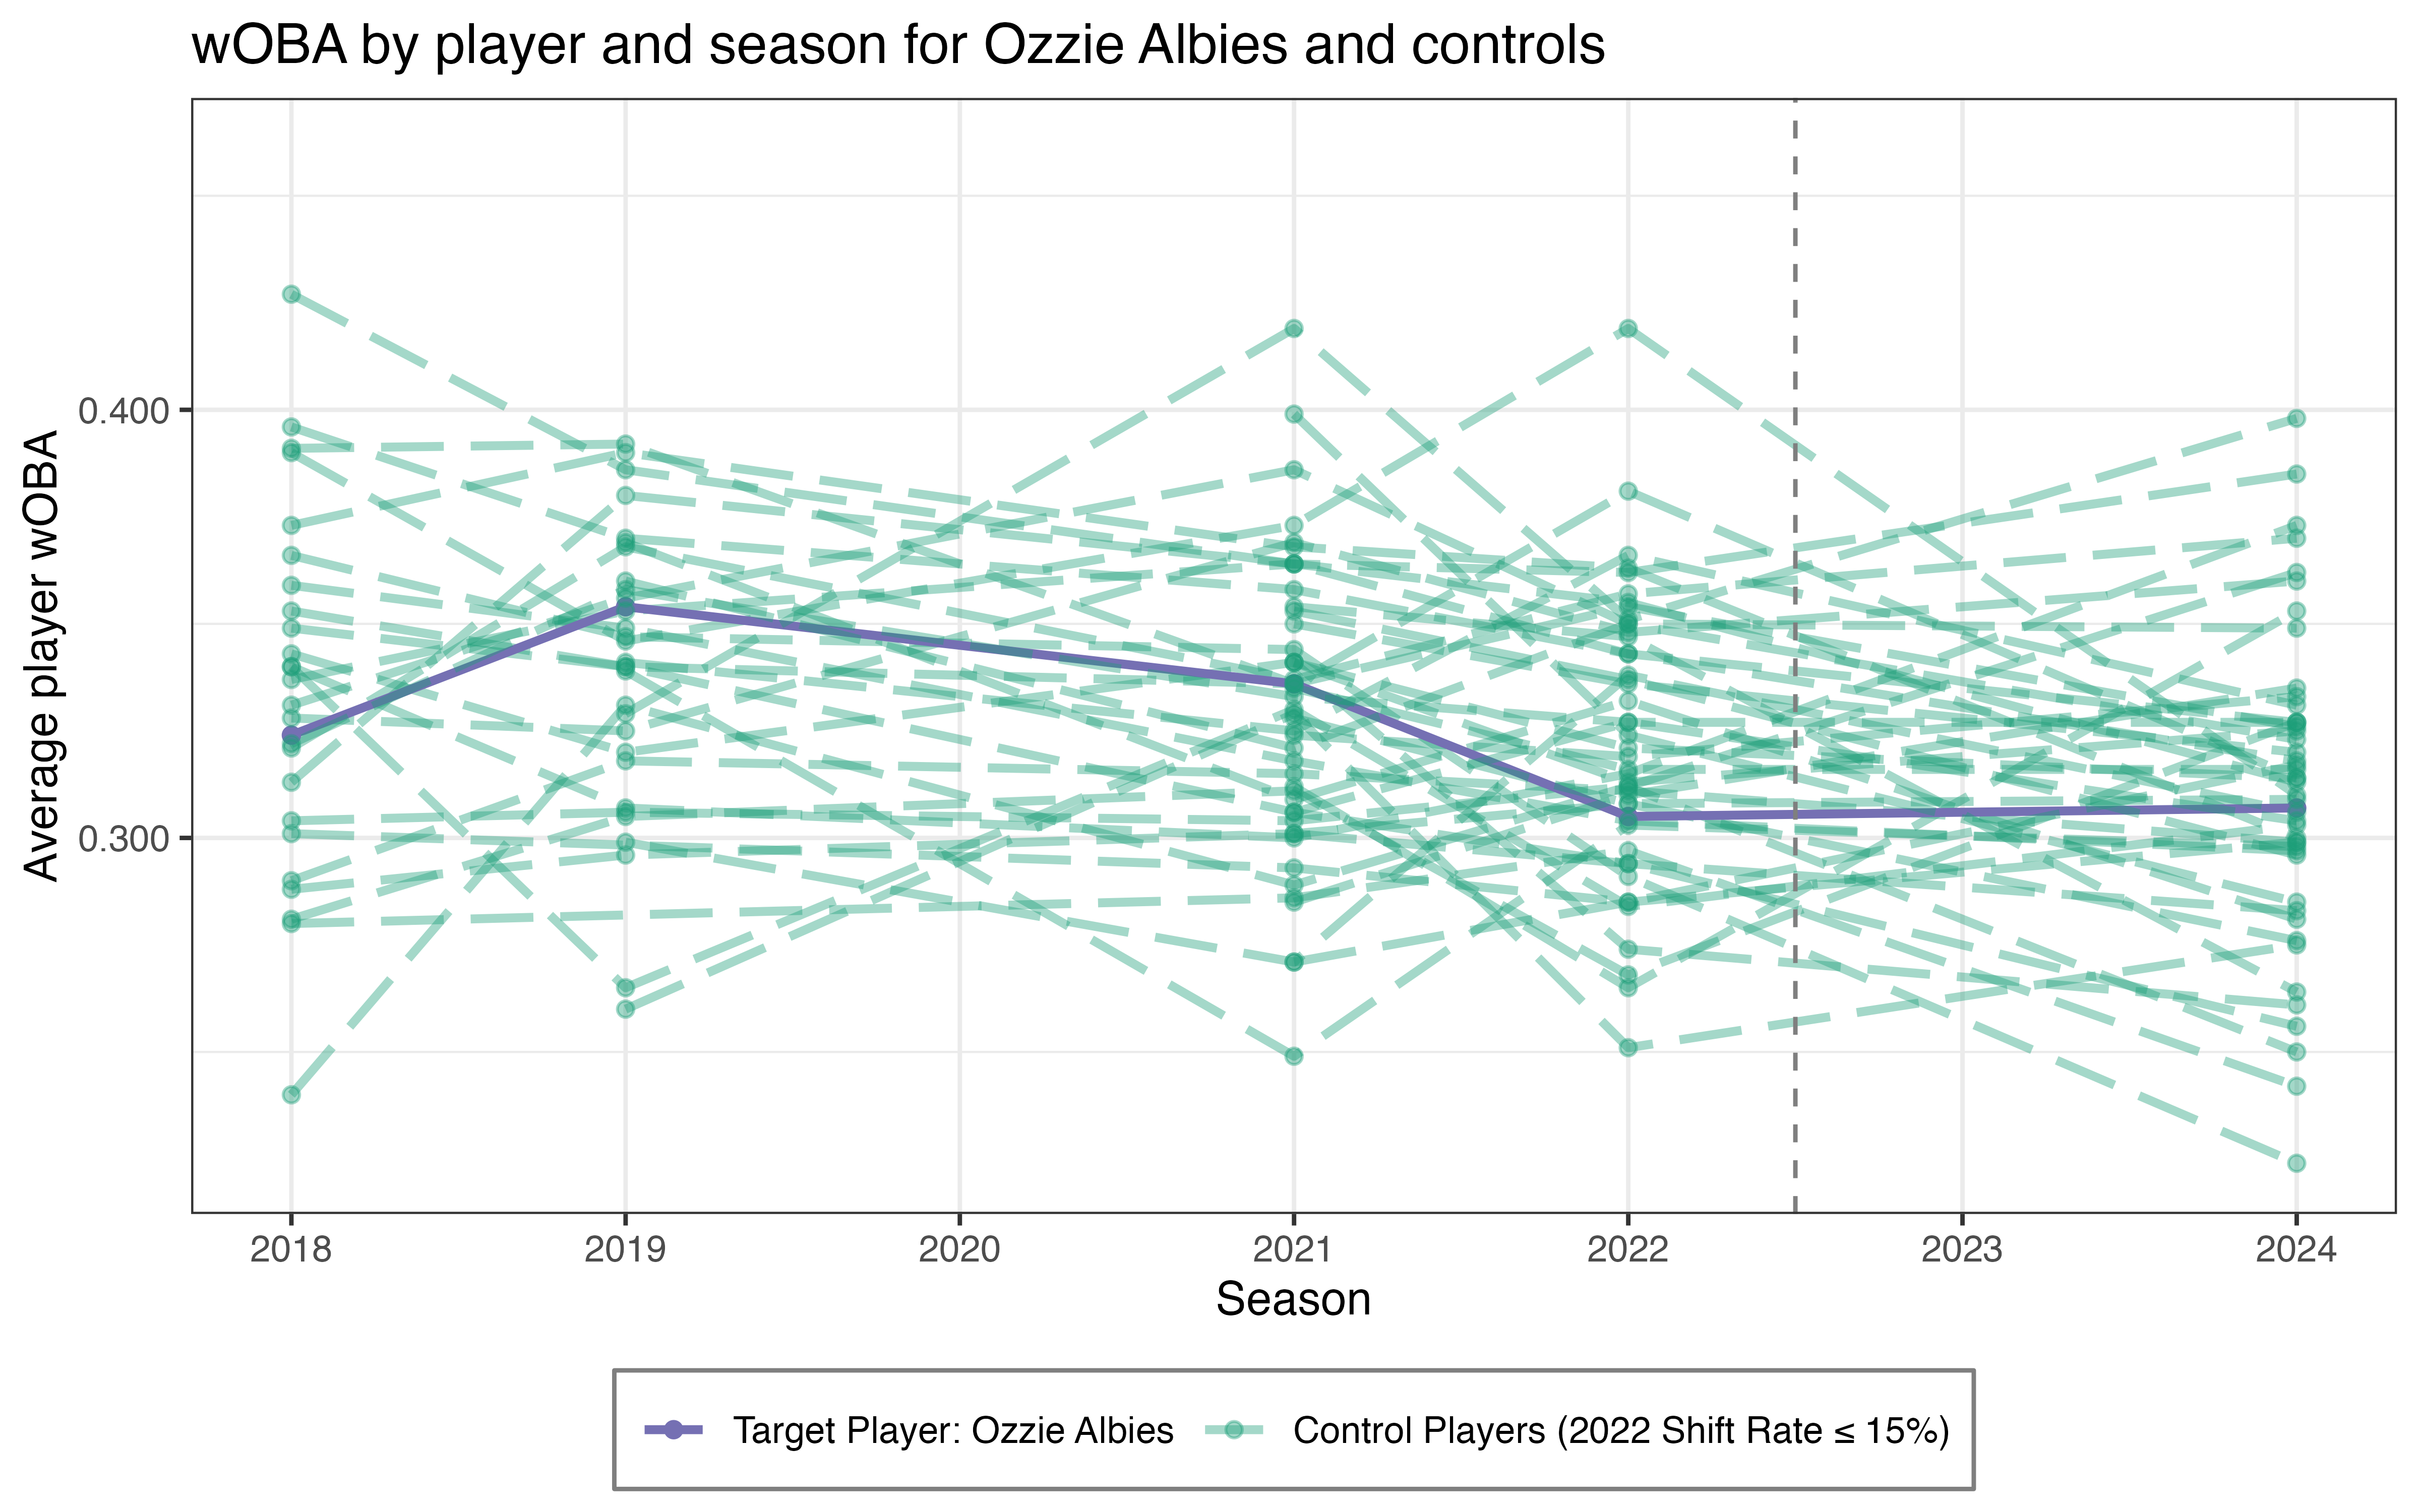 wOBA by player and season for Ozzie Albies and controls
Average player wOBA
0.400
0.300
2018 2019 2020 2021 2022 2023 2024
Season
Target Player: Ozzie Albies Control Players (2022 Shift Rate ≤ 15%)